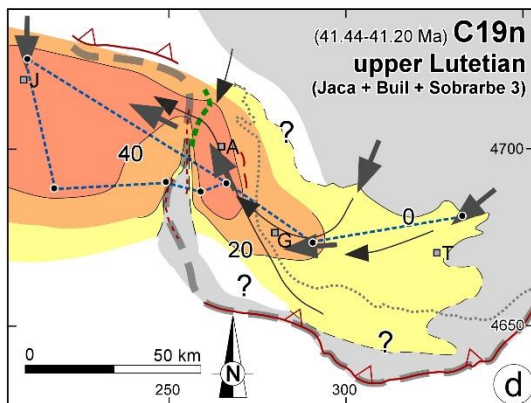 (41.44-41.20 Ma) C19n
upper Lutetian
(Jaca + Buil + Sobrarbe 3)
J
?
40
A
4700
0
20
G
T
?
?
4650
0 50 km
N
250
300
d